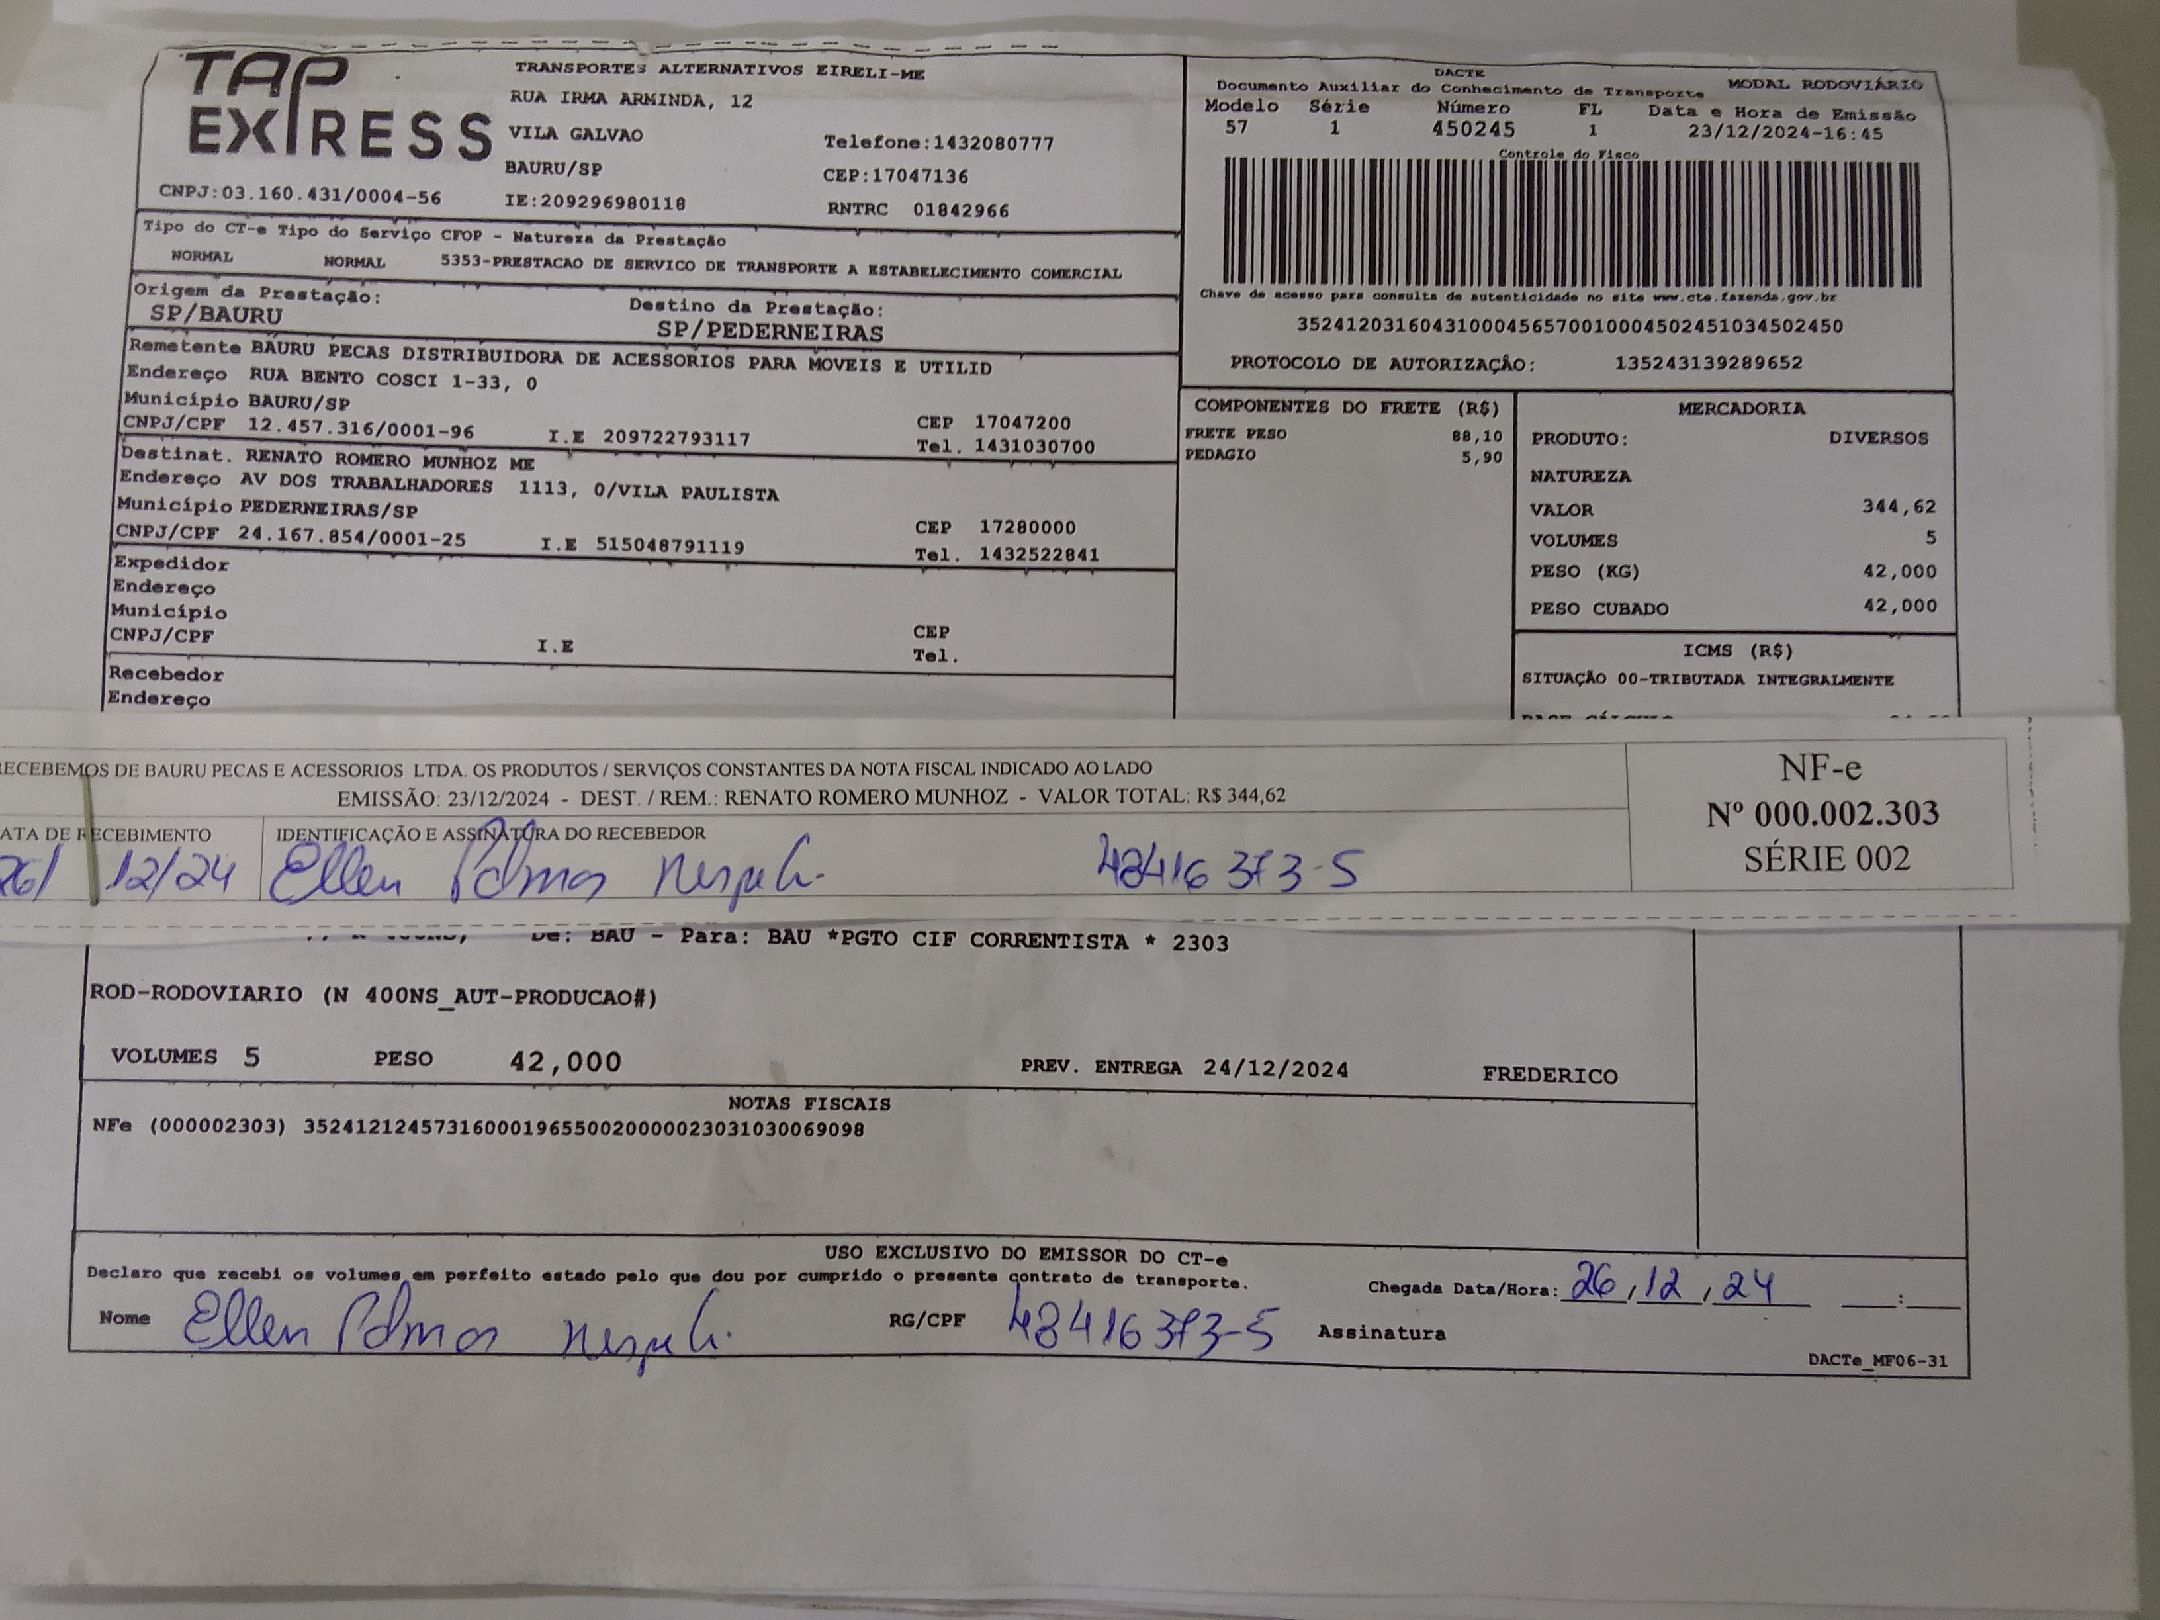 TAP EXPRESS
TRANSPORTES ALTERNATIVOS EIRELI-ME
RUA IRMA ARMINDA, 12
VILA GALVAO Telefone:1432080777
BAURU/SP CEP:17047136
CNPJ:03.160.431/0004-56 IE:209296980118 RNTRC 01842966
DACTE
Documento Auxiliar do Conhecimento de Transporte MODAL RODOVIÁRIO
Modelo Série Número FL Data e Hora de Emissão
57 1 450245 1 23/12/2024-16:45
Controle do Fisco
Chave de acesso para consulta de autenticidade no site www.cte.fazenda.gov.br
35241203160431000456570010004502451034502450
PROTOCOLO DE AUTORIZAÇÃO: 135243139289652
Tipo do CT-e Tipo do Serviço CFOP - Natureza da Prestação
NORMAL NORMAL 5353-PRESTACAO DE SERVICO DE TRANSPORTE A ESTABELECIMENTO COMERCIAL
Origem da Prestação: Destino da Prestação:
SP/BAURU SP/PEDERNEIRAS
Remetente BAURU PECAS DISTRIBUIDORA DE ACESSORIOS PARA MOVEIS E UTILID
Endereço RUA BENTO COSCI 1-33, 0
Município BAURU/SP CEP 17047200
CNPJ/CPF 12.457.316/0001-96 I.E 209722793117 Tel. 1431030700
Destinat. RENATO ROMERO MUNHOZ ME
Endereço AV DOS TRABALHADORES 1113, 0/VILA PAULISTA
Município PEDERNEIRAS/SP CEP 17280000
CNPJ/CPF 24.167.854/0001-25 I.E 515048791119 Tel. 1432522841
Expedidor
Endereço
Município CEP
CNPJ/CPF I.E Tel.
Recebedor
Endereço
COMPONENTES DO FRETE (R$)
FRETE PESO 88,10
PEDAGIO 5,90
MERCADORIA
PRODUTO: DIVERSOS
NATUREZA
VALOR 344,62
VOLUMES 5
PESO (KG) 42,000
PESO CUBADO 42,000
ICMS (R$)
SITUAÇÃO 00-TRIBUTADA INTEGRALMENTE
RECEBEMOS DE BAURU PECAS E ACESSORIOS LTDA. OS PRODUTOS / SERVIÇOS CONSTANTES DA NOTA FISCAL INDICADO AO LADO
EMISSÃO: 23/12/2024 - DEST. / REM.: RENATO ROMERO MUNHOZ - VALOR TOTAL: R$ 344,62
ATA DE RECEBIMENTO IDENTIFICAÇÃO E ASSINATURA DO RECEBEDOR
26/ 12/24 Ellen 48416373-5
NF-e
Nº 000.002.303
SÉRIE 002
De: BAU - Para: BAU *PGTO CIF CORRENTISTA * 2303
ROD-RODOVIARIO (N 400NS_AUT-PRODUCAO#)
VOLUMES 5 PESO 42,000 PREV. ENTREGA 24/12/2024 FREDERICO
NOTAS FISCAIS
NFe (000002303) 35241212457316000196550020000023031030069098
USO EXCLUSIVO DO EMISSOR DO CT-e
Declaro que recebi os volumes em perfeito estado pelo que dou por cumprido o presente contrato de transporte. Chegada Data/Hora: 26/12/24 __:__
Nome Ellen RG/CPF 48416373-5 Assinatura
DACTe_MF06-31